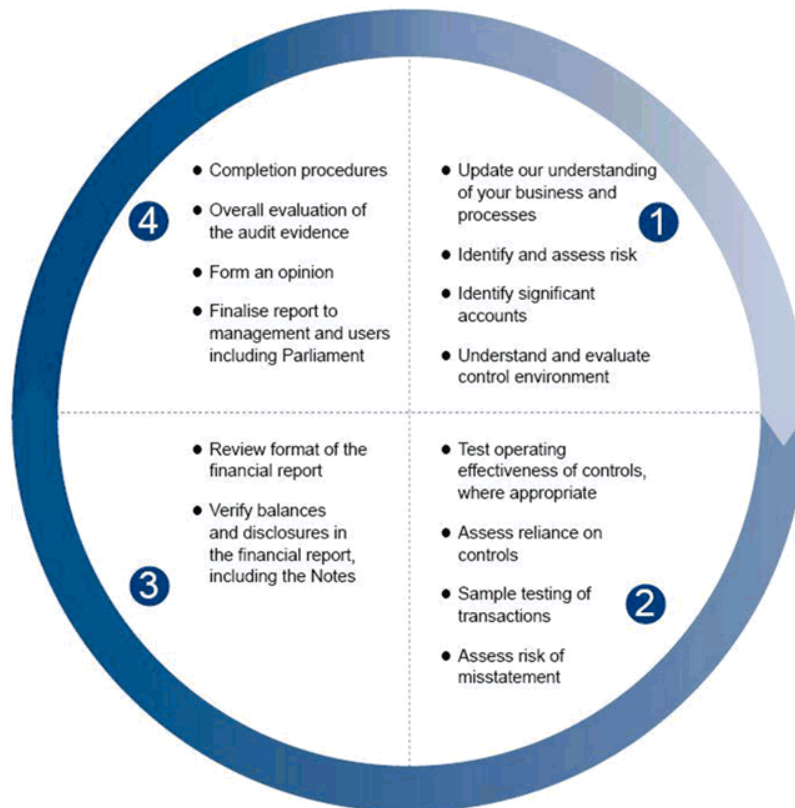 1
● Update our understanding
of your business and
processes
● Identify and assess risk
● Identify significant
accounts
● Understand and evaluate
control environment
2
● Test operating
effectiveness of controls,
where appropriate
● Assess reliance on
controls
● Sample testing of
transactions
● Assess risk of
misstatement
3
● Review format of the
financial report
● Verify balances
and disclosures in
the financial report,
including the Notes
4
● Completion procedures
● Overall evaluation of
the audit evidence
● Form an opinion
● Finalise report to
management and users
including Parliament